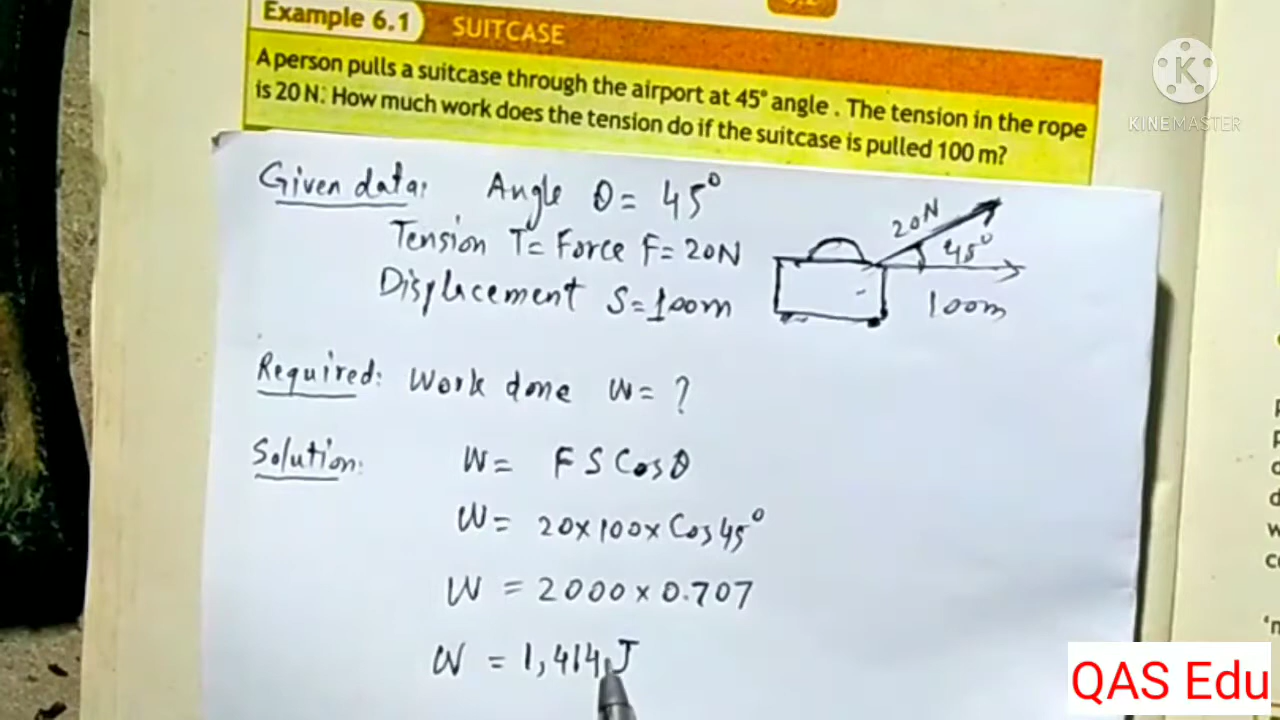 Example 6.1 SUITCASE
A person pulls a suitcase through the airport at 45° angle . The tension in the rope
is 20 N. How much work does the tension do if the suitcase is pulled 100 m?
KINEMASTER
Given data: Angle θ = 45°
Tension T = Force F = 20N
Displacement S = 100m
20N
45°
100m
Required: Work done W = ?
Solution: W = F S Cosθ
W = 20 x 100 x Cos 45°
W = 2000 x 0.707
W = 1,414 J
QAS Edu